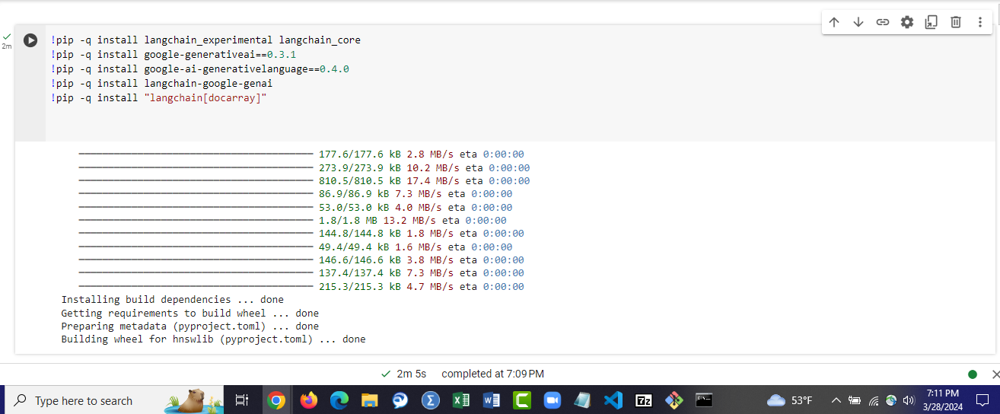 2m
!pip -q install langchain_experimental langchain_core
!pip -q install google-generativeai==0.3.1
!pip -q install google-ai-generativelanguage==0.4.0
!pip -q install langchain-google-genai
!pip -q install "langchain[docarray]"
177.6/177.6 kB 2.8 MB/s eta 0:00:00
273.9/273.9 kB 10.2 MB/s eta 0:00:00
810.5/810.5 kB 17.4 MB/s eta 0:00:00
86.9/86.9 kB 7.3 MB/s eta 0:00:00
53.0/53.0 kB 4.0 MB/s eta 0:00:00
1.8/1.8 MB 13.2 MB/s eta 0:00:00
144.8/144.8 kB 1.8 MB/s eta 0:00:00
49.4/49.4 kB 1.6 MB/s eta 0:00:00
146.6/146.6 kB 3.8 MB/s eta 0:00:00
137.4/137.4 kB 7.3 MB/s eta 0:00:00
215.3/215.3 kB 4.7 MB/s eta 0:00:00
Installing build dependencies ... done
Getting requirements to build wheel ... done
Preparing metadata (pyproject.toml) ... done
Building wheel for hnswlib (pyproject.toml) ... done
2m 5s completed at 7:09 PM
Type here to search
53°F
7:11 PM
3/28/2024